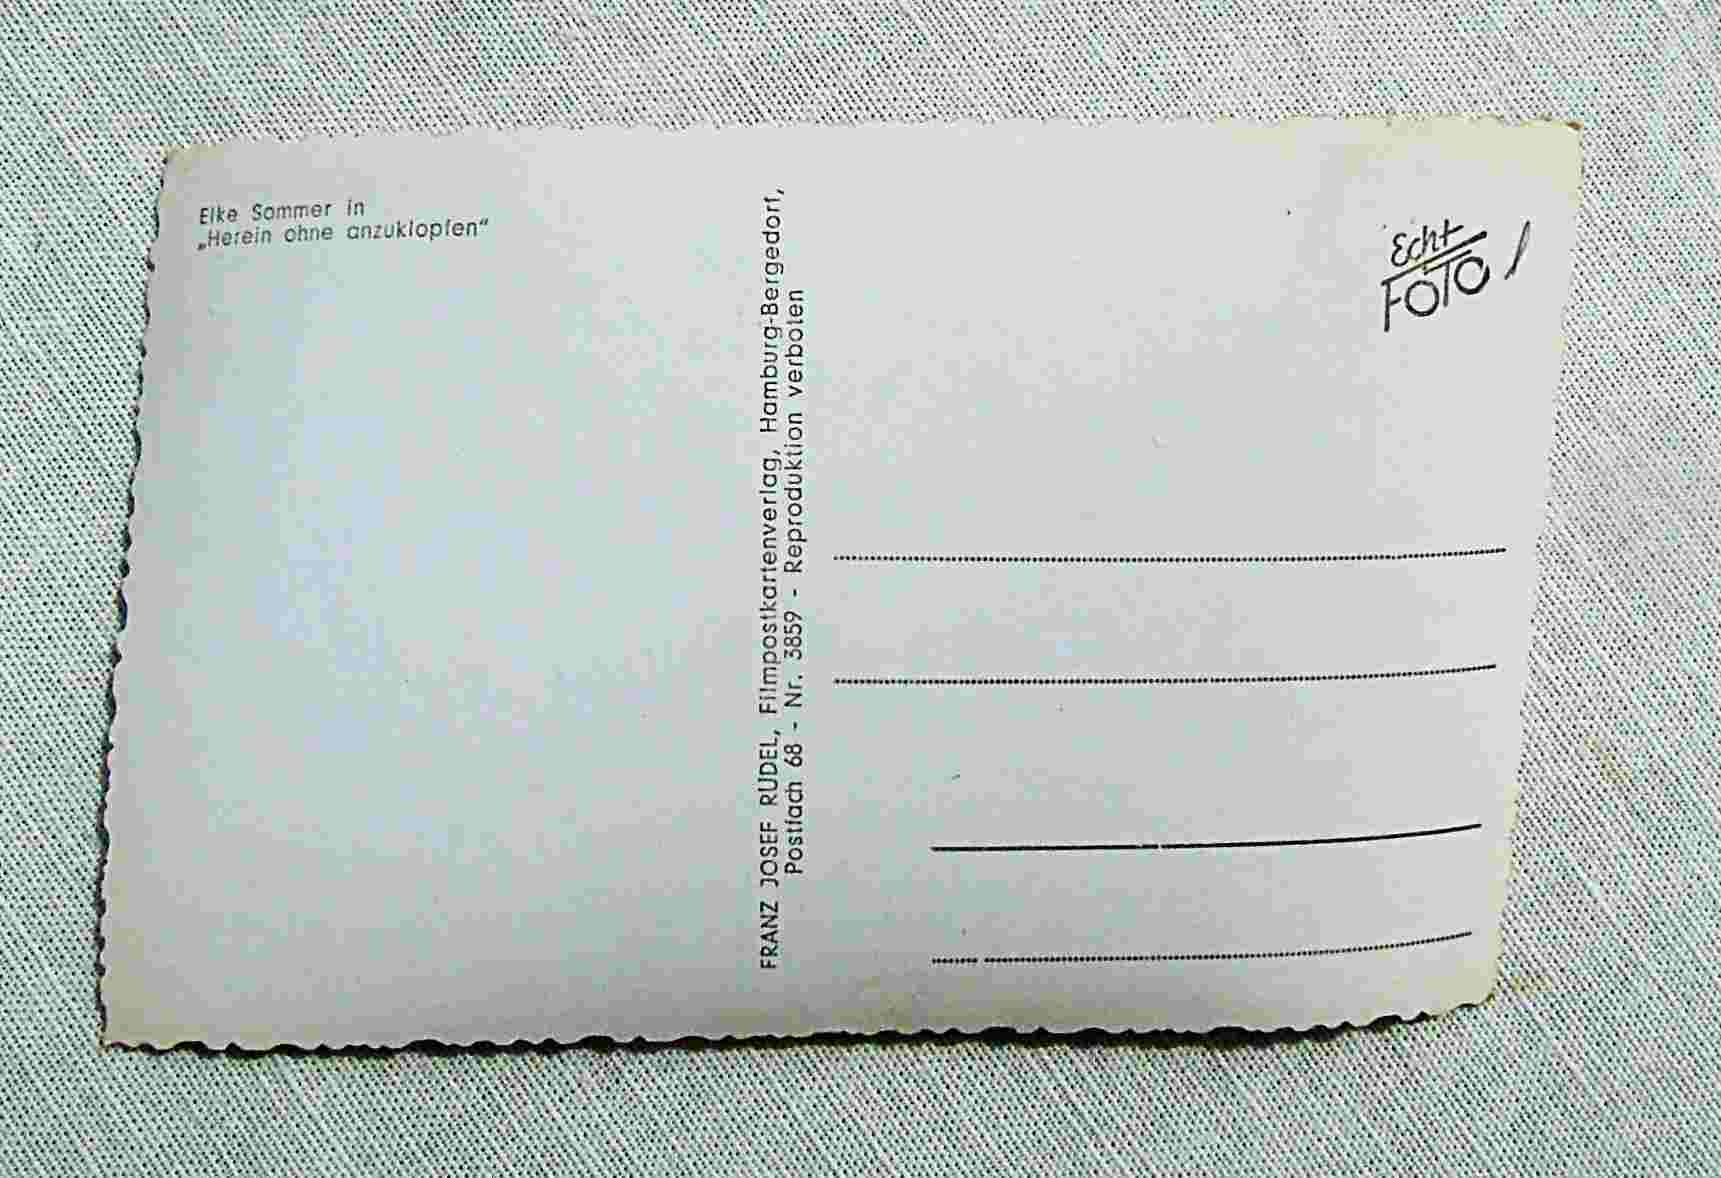 Elke Sommer in
„Herein ohne anzuklopfen“
FRANZ JOSEF RÜDEL, Filmpostkartenverlag, Hamburg-Bergedorf,
Postfach 68 - Nr. 3859 - Reproduktion verboten
Echt
FOTO